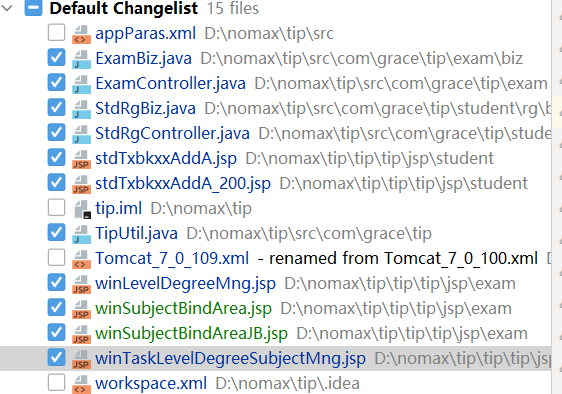 Default Changelist 15 files
appParas.xml D:\nomax\tip\src
ExamBiz.java D:\nomax\tip\src\com\grace\tip\exam\biz
ExamController.java D:\nomax\tip\src\com\grace\tip\exam
StdRgBiz.java D:\nomax\tip\src\com\grace\tip\student\rg\b
StdRgController.java D:\nomax\tip\src\com\grace\tip\stude
stdTxbkxxAddA.jsp D:\nomax\tip\tip\tip\jsp\student
stdTxbkxxAddA_200.jsp D:\nomax\tip\tip\tip\jsp\student
tip.iml D:\nomax\tip
TipUtil.java D:\nomax\tip\src\com\grace\tip
Tomcat_7_0_109.xml - renamed from Tomcat_7_0_100.xml D
winLevelDegreeMng.jsp D:\nomax\tip\tip\tip\jsp\exam
winSubjectBindArea.jsp D:\nomax\tip\tip\tip\jsp\exam
winSubjectBindAreaJB.jsp D:\nomax\tip\tip\tip\jsp\exam
winTaskLevelDegreeSubjectMng.jsp D:\nomax\tip\tip\tip\jsp
workspace.xml D:\nomax\tip\.idea